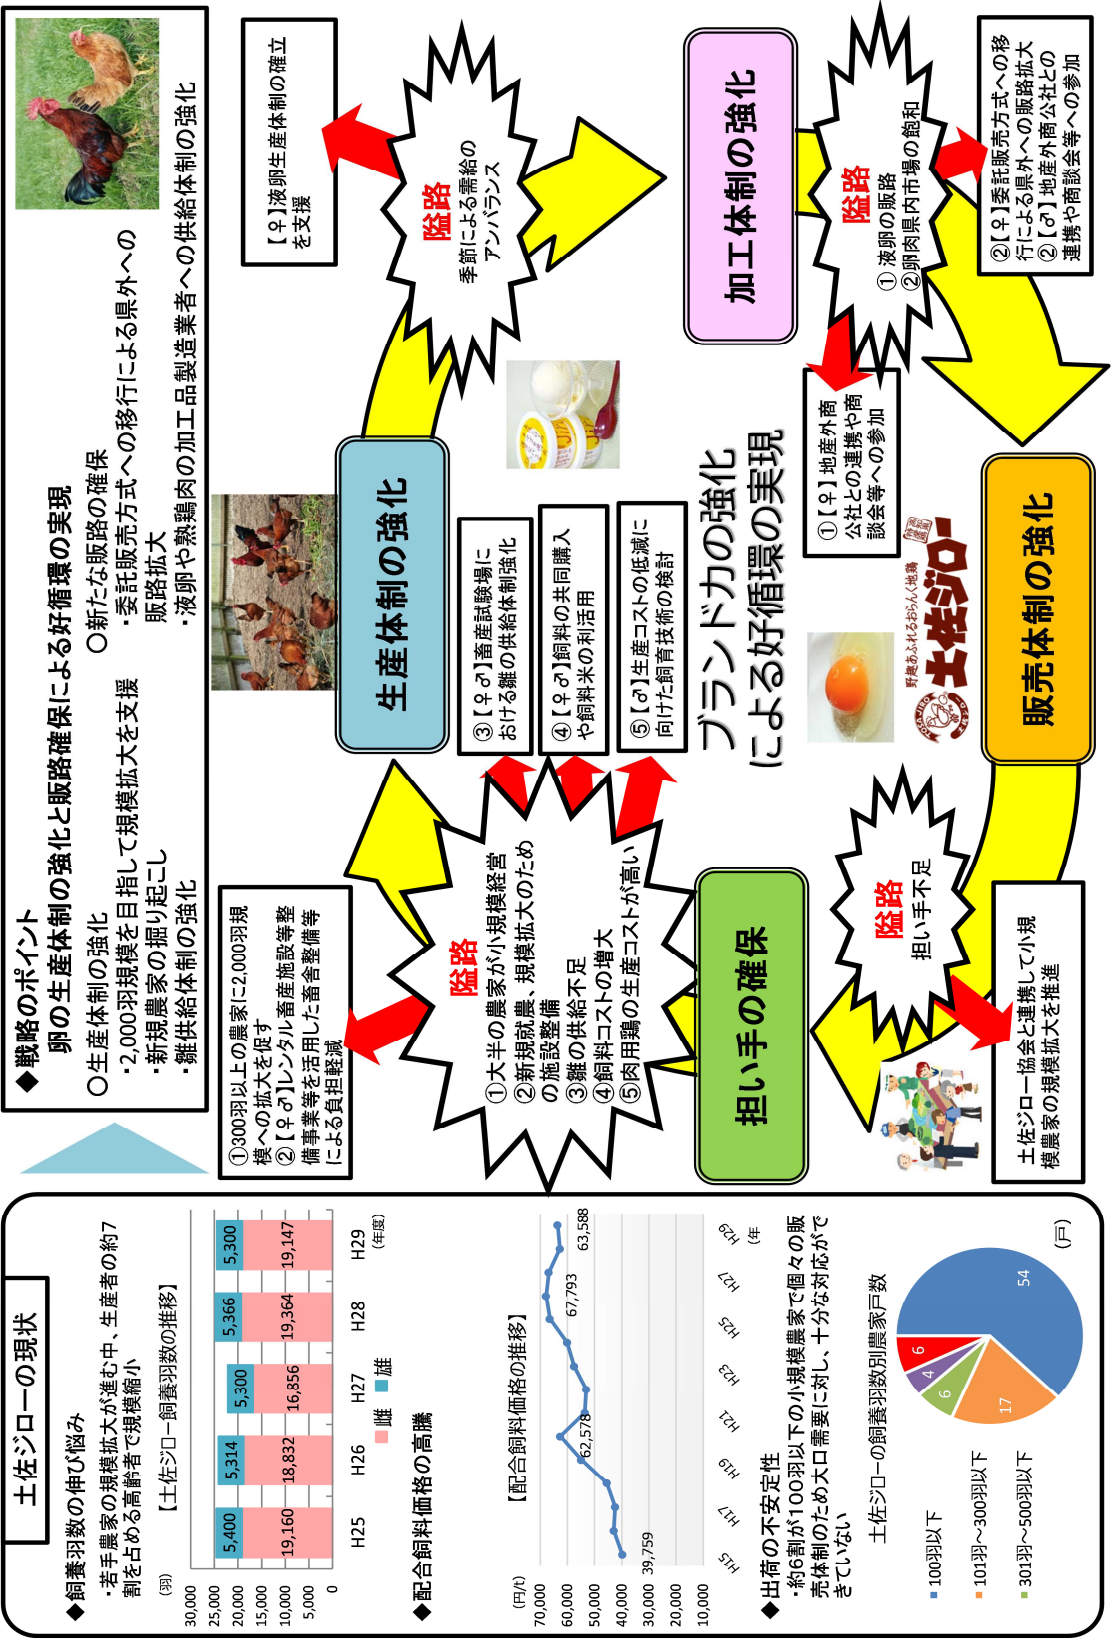 土佐ジローの現状
◆飼養羽数の伸び悩み
・若手農家の規模拡大が進む中、生産者の約7
割を占める高齢者で規模縮小
【土佐ジロー飼養羽数の推移】
(羽)
30,000
25,000
20,000
15,000
10,000
5,000
0
5,400
5,314
5,300
5,366
5,300
19,160
18,832
16,856
19,364
19,147
H25
H26
H27
H28
H29
(年度)
雌
雄
◆配合飼料価格の高騰
【配合飼料価格の推移】
(円/t)
70,000
60,000
50,000
40,000
30,000
20,000
10,000
39,759
62,578
67,793
63,588
H15
H17
H19
H21
H23
H25
H27
H29
(年
◆出荷の不安定性
・約6割が100羽以下の小規模農家で個々の販
売体制のため大口需要に対し、十分な対応がで
きていない
土佐ジローの飼養羽数別農家戸数
(戸)
54
17
6
4
6
100羽以下
101羽～300羽以下
301羽～500羽以下
◆戦略のポイント
卵の生産体制の強化と販路確保による好循環の実現
○生産体制の強化
・2,000羽規模を目指して規模拡大を支援
・新規農家の掘り起こし
・雛供給体制の強化
○新たな販路の確保
・委託販売方式への移行による県外への
販路拡大
・液卵や熟鶏肉の加工品製造業者への供給体制の強化
①300羽以上の農家に2,000羽規
模への拡大を促す
②【♀♂】レンタル畜産施設等整
備事業等を活用した畜舎整備等
による負担軽減
隘路
①大半の農家が小規模経営
②新規就農、規模拡大のため
の施設整備
③雛の供給不足
④飼料コストの増大
⑤肉用鶏の生産コストが高い
生産体制の強化
③【♀♂】畜産試験場に
おける雛の供給体制強化
④【♀♂】飼料の共同購入
や飼料米の利活用
⑤【♂】生産コストの低減に
向けた飼育技術の検討
【♀】液卵生産体制の確立
を支援
隘路
季節による需給の
アンバランス
加工体制の強化
ブランド力の強化
による好循環の実現
隘路
①液卵の販路
②卵肉県内市場の飽和
①【♀】地産外商
公社との連携や商
談会等への参加
②【♀】委託販売方式への移
行による県外への販路拡大
②【♂】地産外商公社との
連携や商談会等への参加
野趣あふれるおらんく地鶏
土佐ジロー
TOSA-JIRO
販売体制の強化
隘路
担い手不足
土佐ジロー協会と連携して小規
模農家の規模拡大を推進
担い手の確保